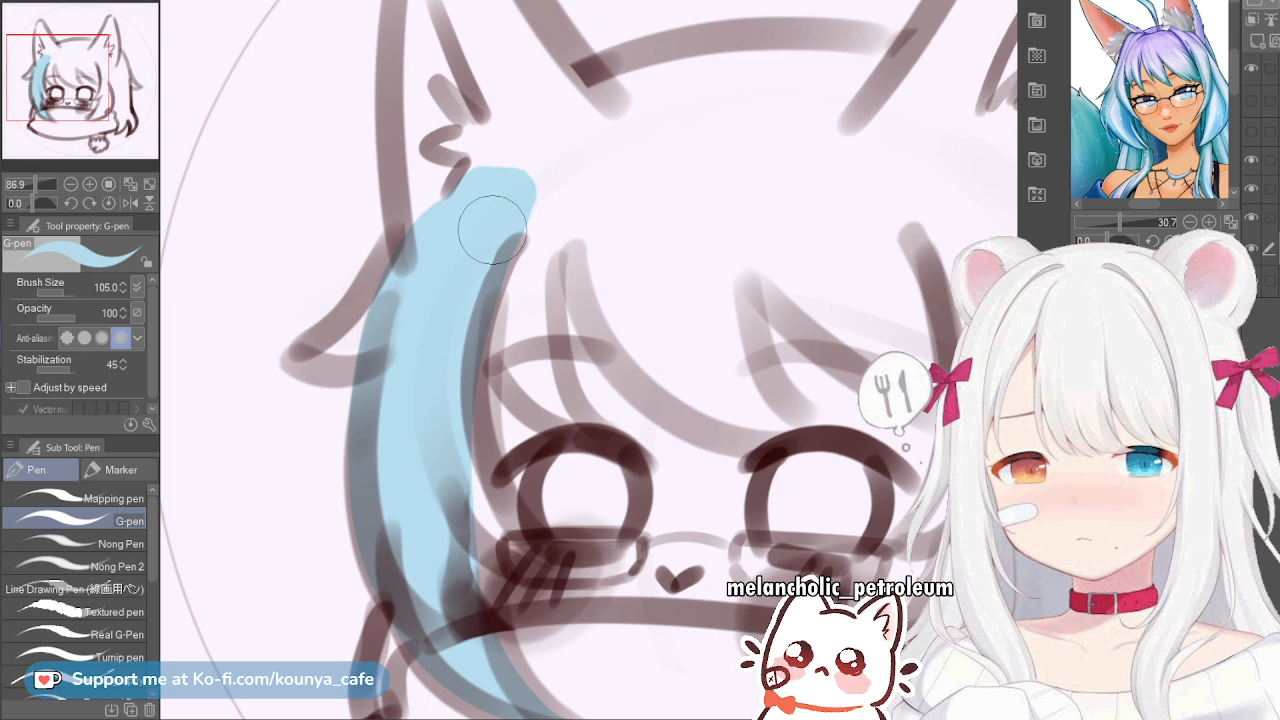 86.9
0.0
Tool property: G-pen
G-pen
Brush Size
105.0
Opacity
100
Anti-aliasin
Stabilization
45
Adjust by speed
Vector ma
Sub Tool: Pen
Pen
Marker
Mapping pen
G-pen
Nong Pen
Nong Pen 2
Line Drawing Pen (線画用ペン)
Textured pen
Real G-Pen
Turnip pen
Support me at Ko-fi.com/kounya_cafe
30.7
melancholic_petroleum